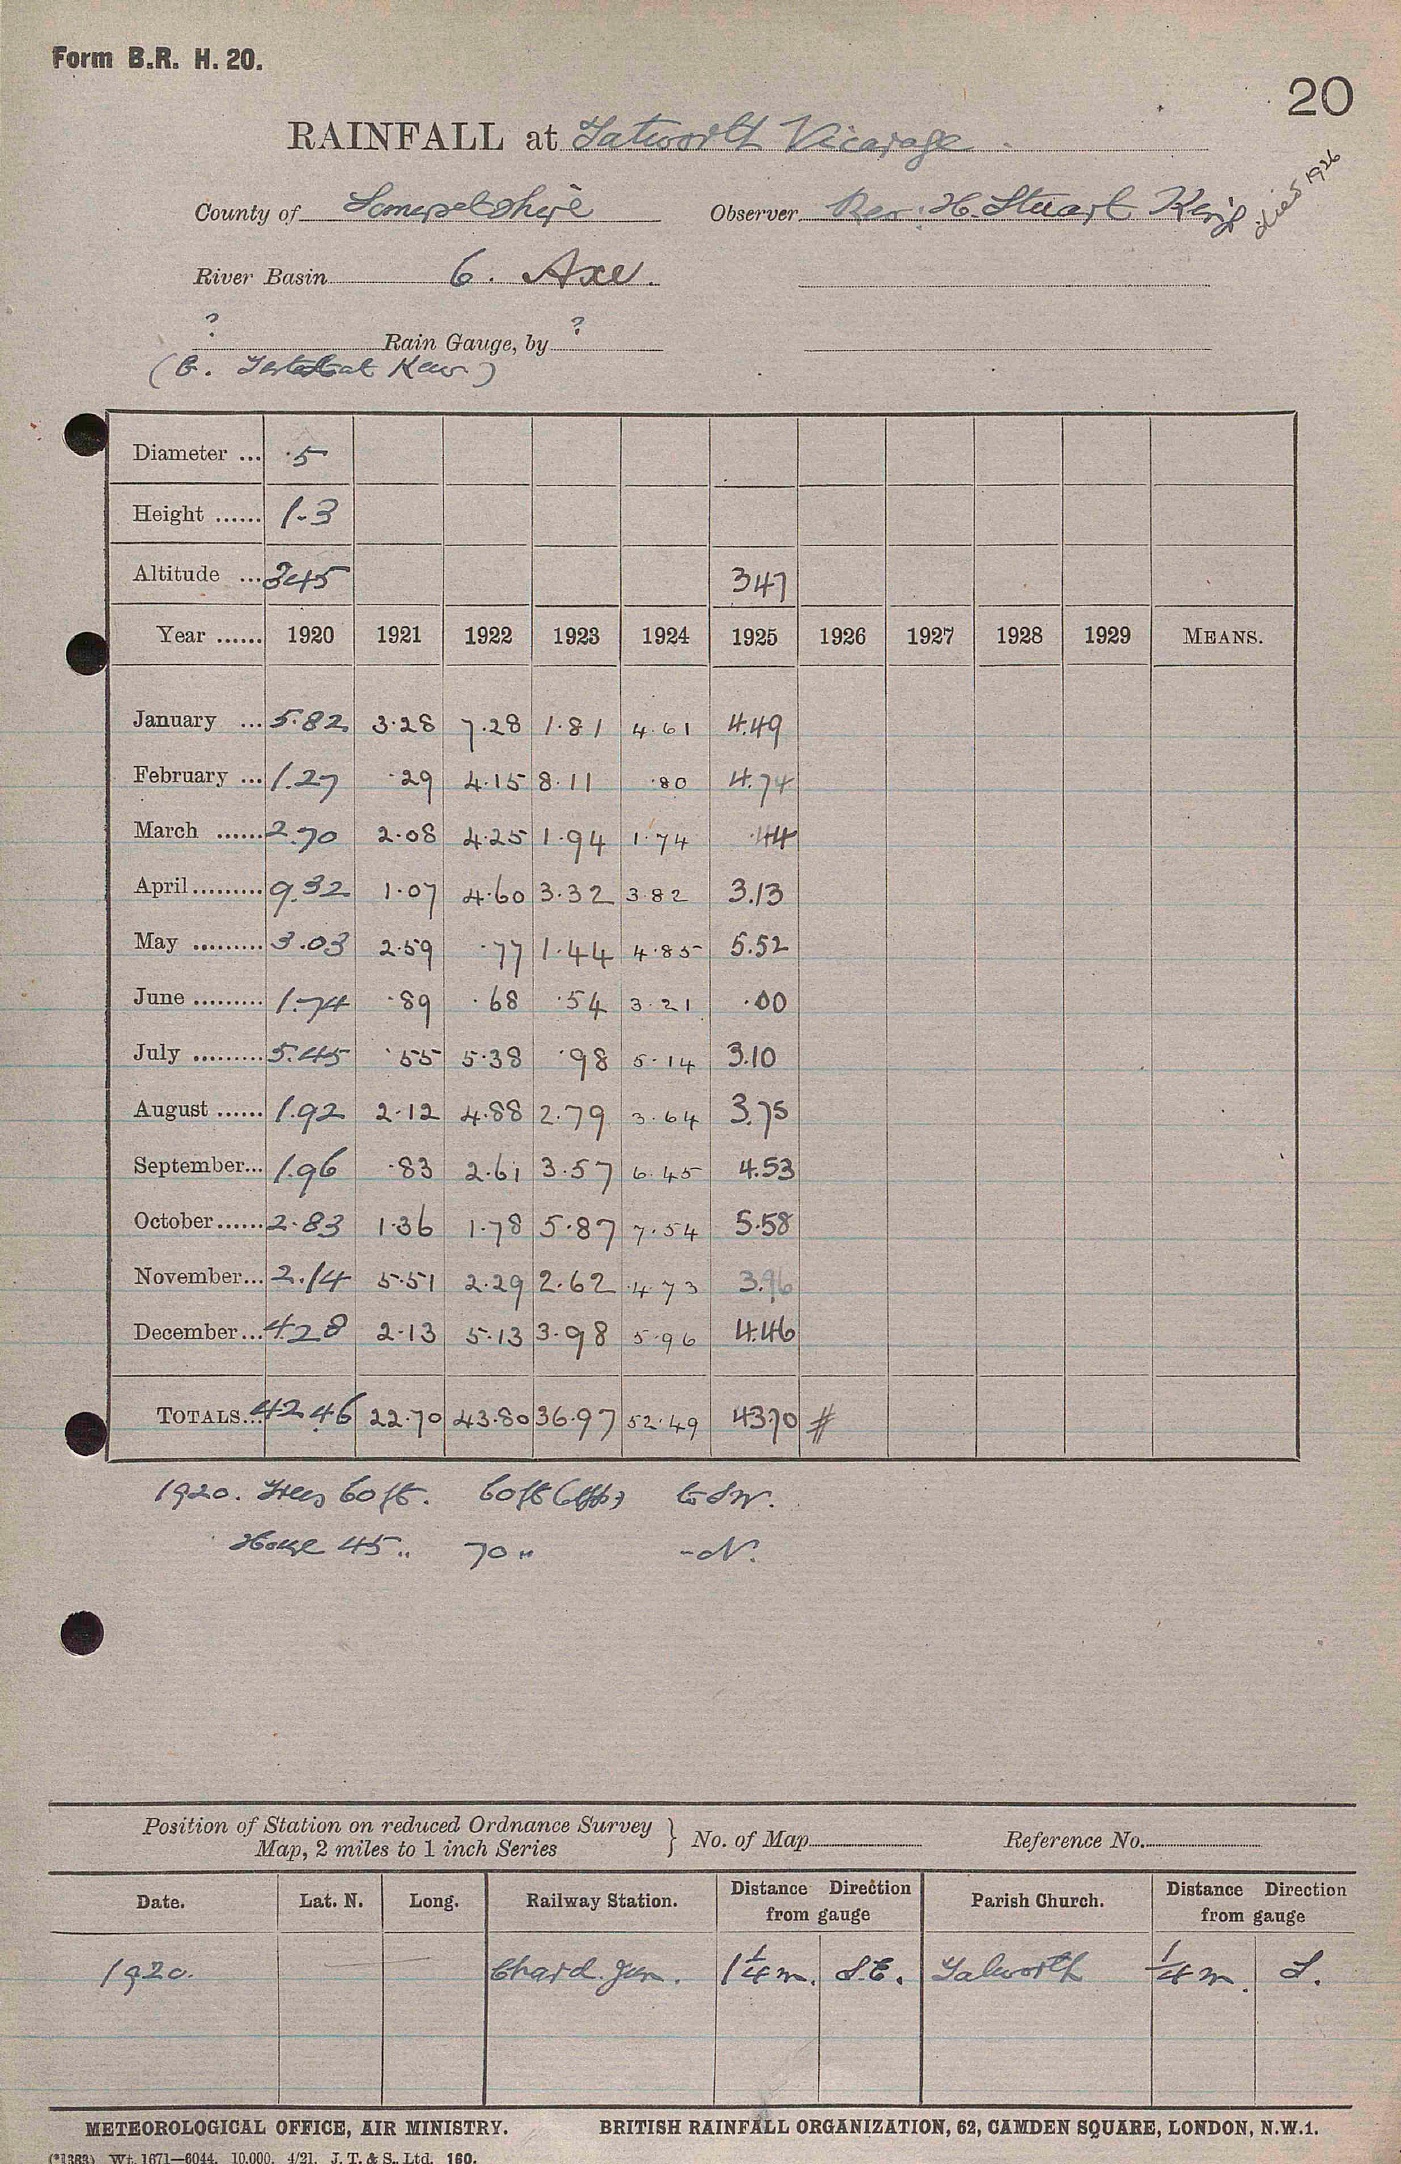 Form B.R. H. 20.
20
RAINFALL at Tatworth Vicarage.
County of Somersetshire Observer Rev. H. Stuart King died 1926
River Basin 6. Axe.
? Rain Gauge, by ?
(C. Tested at Kew)
Diameter ... 5
Height ...... 1-3
Altitude ... 345 347
Year ...... 1920 1921 1922 1923 1924 1925 1926 1927 1928 1929 MEANS.
January ... 5.82 3.28 7.28 1.81 4.61 4.49
February ... 1.27 .29 4.15 8.11 .80 4.74
March ...... 2.70 2.08 4.25 1.94 1.74 .44
April......... 9.32 1.07 4.60 3.32 3.82 3.13
May ......... 3.03 2.59 .77 1.44 4.85 5.52
June ......... 1.74 .89 .68 .54 3.21 .00
July ......... 5.45 .55 5.38 .98 5.14 3.10
August ...... 1.92 2.12 4.88 2.79 3.64 3.75
September... 1.96 .83 2.61 3.57 6.45 4.53
October...... 2.83 1.36 1.78 5.87 7.54 5.58
November... 2.14 5.51 2.29 2.62 4.73 3.96
December... 4.28 2.13 5.13 3.98 5.96 4.46
TOTALS... 42.46 22.70 43.80 36.97 52.49 43.70 #
1920. Trees 60 ft. 60 ft to SW.
House 45 " 70 " - N.
Position of Station on reduced Ordnance Survey
Map, 2 miles to 1 inch Series } No. of Map Reference No.
Date. Lat. N. Long. Railway Station. Distance Direction from gauge Parish Church. Distance Direction from gauge
1920. Chard. Jun. 1¼ m. S.E. Tatworth ¼ m. S.
METEOROLOGICAL OFFICE, AIR MINISTRY. BRITISH RAINFALL ORGANIZATION, 62, CAMDEN SQUARE, LONDON, N.W.1.
(*1383) Wt. 1671—6044. 10,000. 4/21. J. T. & S., Ltd. 160.